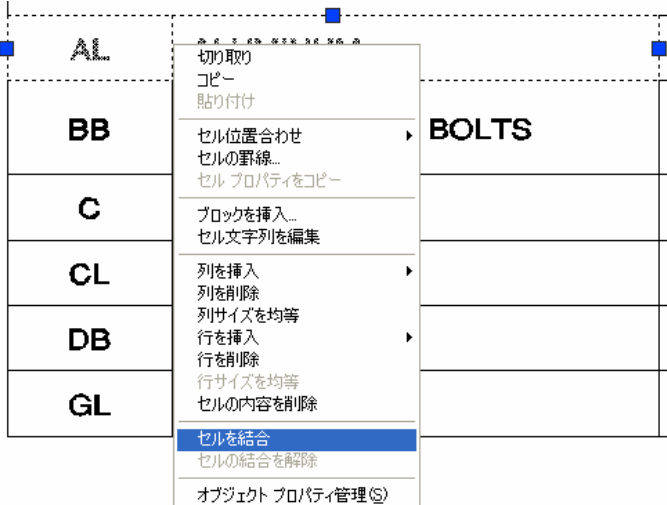 AL
切り取り
コピー
貼り付け
BB
BOLTS
セル位置合わせ
セルの罫線...
セル プロパティをコピー
C
ブロックを挿入...
セル文字列を編集
CL
列を挿入
列を削除
列サイズを均等
DB
行を挿入
行を削除
行サイズを均等
GL
セルの内容を削除
セルを結合
セルの結合を解除
オブジェクト プロパティ管理(S)